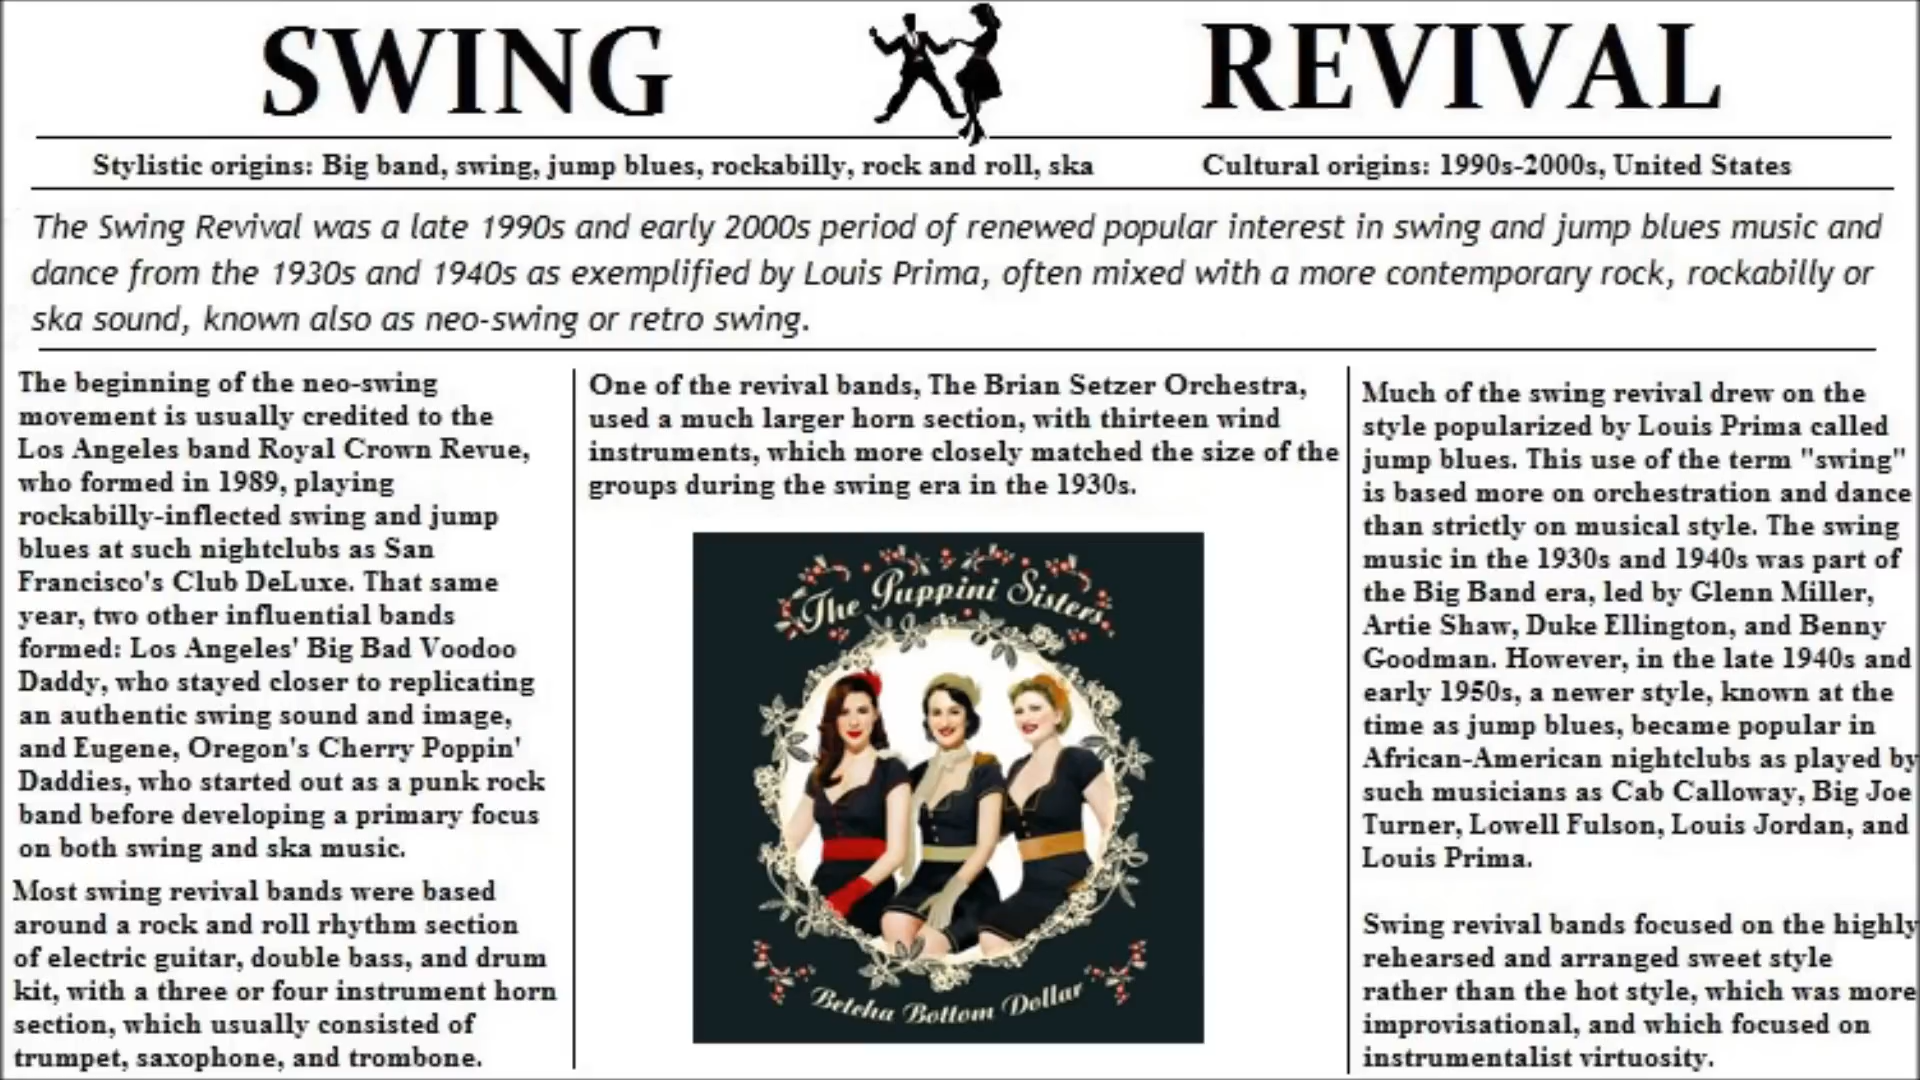 SWING REVIVAL
Stylistic origins: Big band, swing, jump blues, rockabilly, rock and roll, ska
Cultural origins: 1990s-2000s, United States
The Swing Revival was a late 1990s and early 2000s period of renewed popular interest in swing and jump blues music and
dance from the 1930s and 1940s as exemplified by Louis Prima, often mixed with a more contemporary rock, rockabilly or
ska sound, known also as neo-swing or retro swing.
The beginning of the neo-swing
movement is usually credited to the
Los Angeles band Royal Crown Revue,
who formed in 1989, playing
rockabilly-inflected swing and jump
blues at such nightclubs as San
Francisco's Club DeLuxe. That same
year, two other influential bands
formed: Los Angeles' Big Bad Voodoo
Daddy, who stayed closer to replicating
an authentic swing sound and image,
and Eugene, Oregon's Cherry Poppin'
Daddies, who started out as a punk rock
band before developing a primary focus
on both swing and ska music.
Most swing revival bands were based
around a rock and roll rhythm section
of electric guitar, double bass, and drum
kit, with a three or four instrument horn
section, which usually consisted of
trumpet, saxophone, and trombone.
One of the revival bands, The Brian Setzer Orchestra,
used a much larger horn section, with thirteen wind
instruments, which more closely matched the size of the
groups during the swing era in the 1930s.
The Puppini Sisters
Betcha Bottom Dollar
Much of the swing revival drew on the
style popularized by Louis Prima called
jump blues. This use of the term "swing"
is based more on orchestration and dance
than strictly on musical style. The swing
music in the 1930s and 1940s was part of
the Big Band era, led by Glenn Miller,
Artie Shaw, Duke Ellington, and Benny
Goodman. However, in the late 1940s and
early 1950s, a newer style, known at the
time as jump blues, became popular in
African-American nightclubs as played by
such musicians as Cab Calloway, Big Joe
Turner, Lowell Fulson, Louis Jordan, and
Louis Prima.
Swing revival bands focused on the highly
rehearsed and arranged sweet style
rather than the hot style, which was more
improvisational, and which focused on
instrumentalist virtuosity.